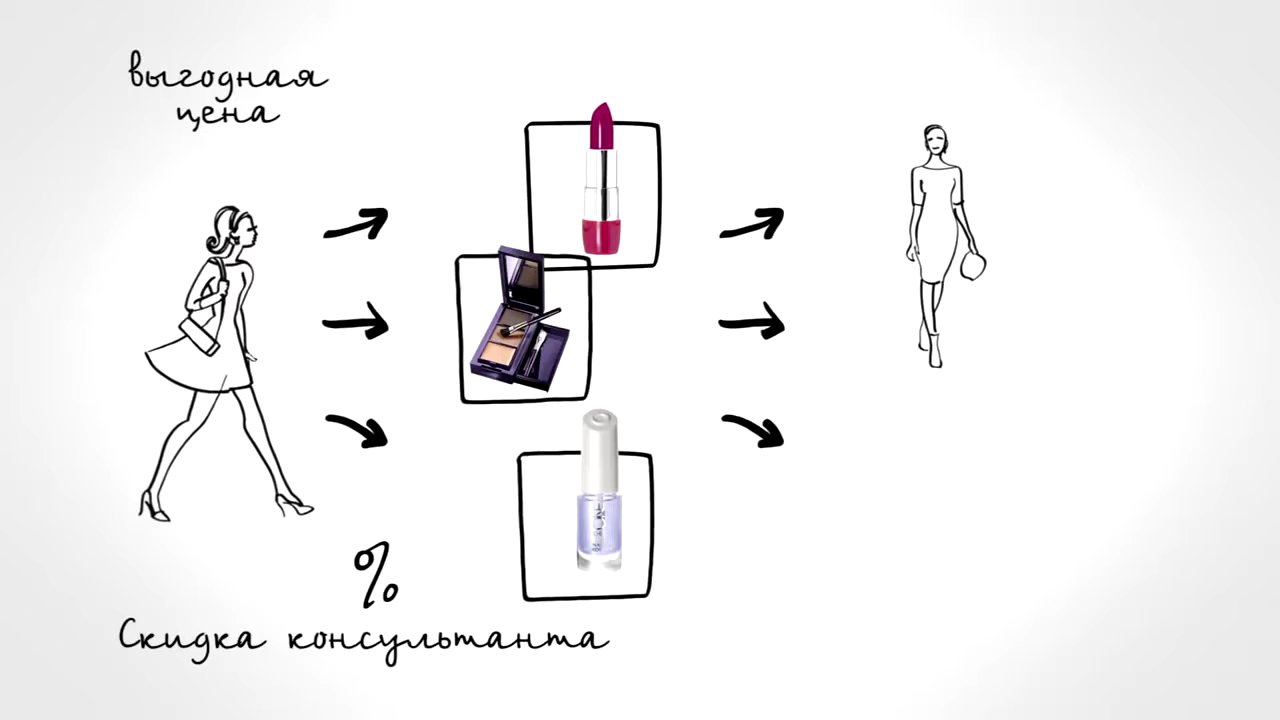 выгодная
цена
%
Скидка консультанта